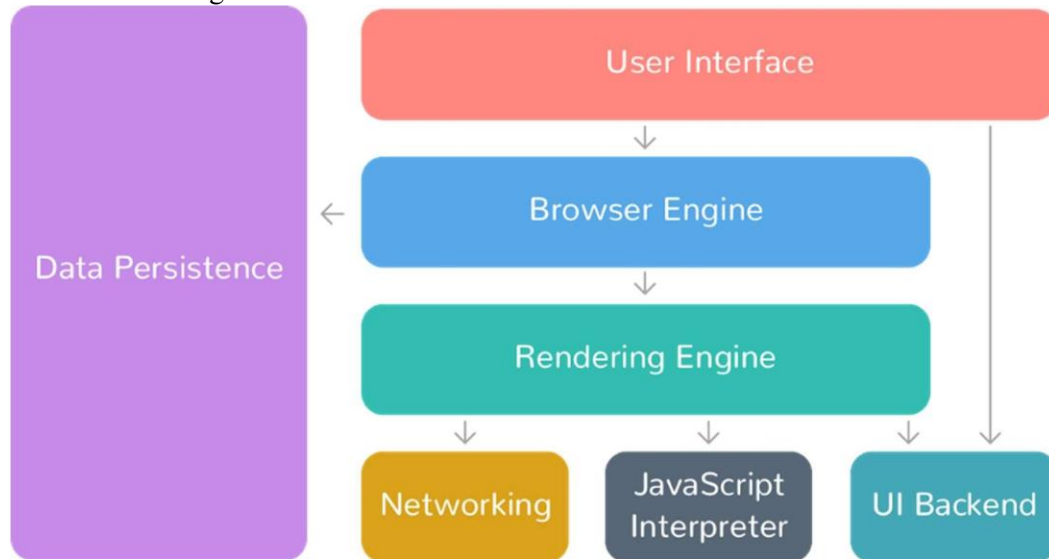 User Interface
Browser Engine
Data Persistence
Rendering Engine
Networking
JavaScript
Interpreter
UI Backend